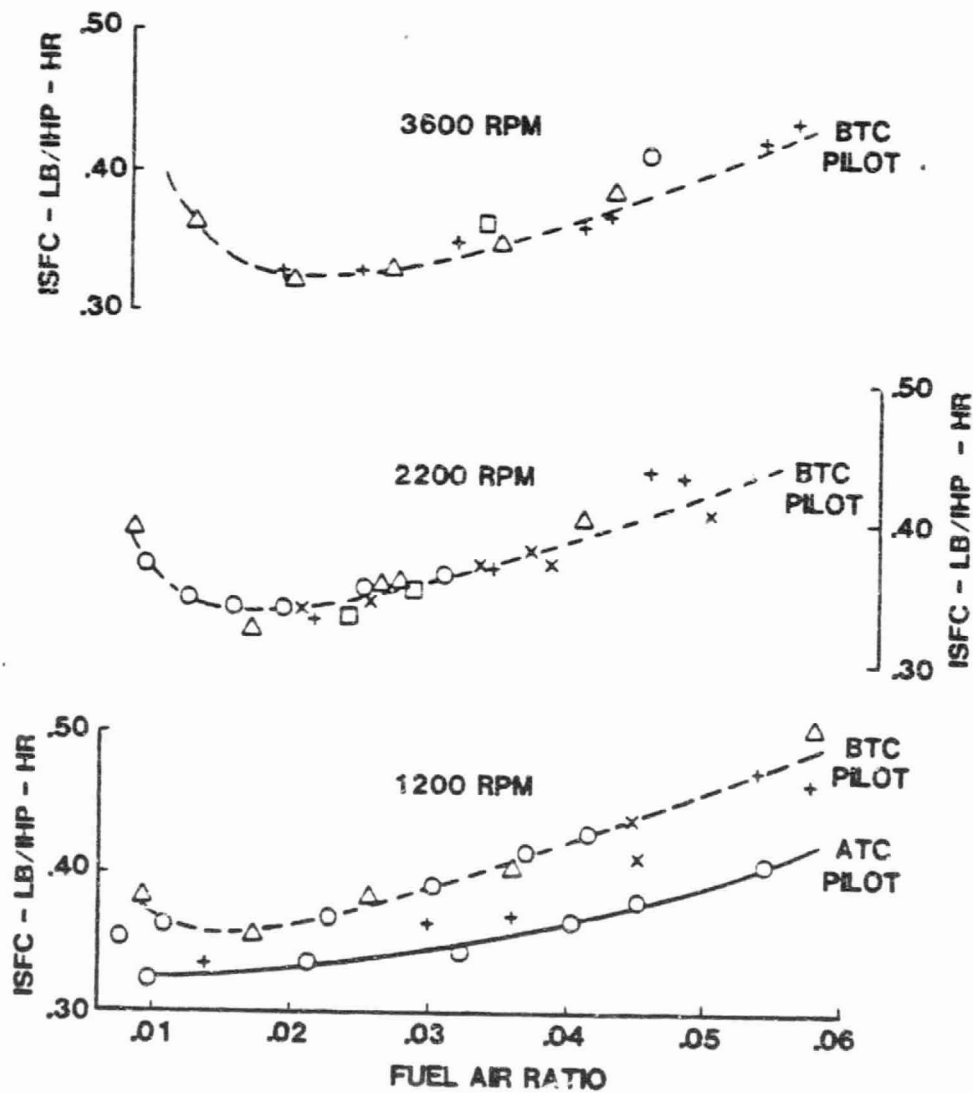 .50
3600 RPM
BTC
PILOT
.40
.30
ISFC - LB/IHP - HR
.50
2200 RPM
BTC
PILOT
.40
.30
ISFC - LB/IHP - HR
.50
1200 RPM
BTC
PILOT
.40
ATC
PILOT
.30
ISFC - LB/IHP - HR
.01 .02 .03 .04 .05 .06
FUEL AIR RATIO